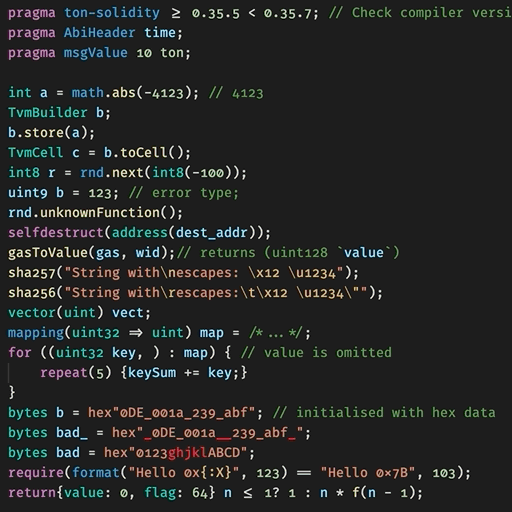 pragma ton-solidity ≥ 0.35.5 < 0.35.7; // Check compiler versi
pragma AbiHeader time;
pragma msgValue 10 ton;
int a = math.abs(-4123); // 4123
TvmBuilder b;
b.store(a);
TvmCell c = b.toCell();
int8 r = rnd.next(int8(-100));
uint9 b = 123; // error type;
rnd.unknownFunction();
selfdestruct(address(dest_addr));
gasToValue(gas, wid);// returns (uint128 `value`)
sha257("String with\nescapes: \x12 \u1234");
sha256("String with\rescapes:\t\x12 \u1234\"");
vector(uint) vect;
mapping(uint32 ⇒ uint) map = /*...*/;
for ((uint32 key, ) : map) { // value is omitted
    repeat(5) {keySum += key;}
}
bytes b = hex"0DE_001a_239_abf"; // initialised with hex data
bytes bad_ = hex"_0DE_001a__239_abf_";
bytes bad = hex"0123ghjklABCD";
require(format("Hello 0x{:X}", 123) == "Hello 0×7B", 103);
return{value: 0, flag: 64} n ≤ 1? 1 : n * f(n - 1);